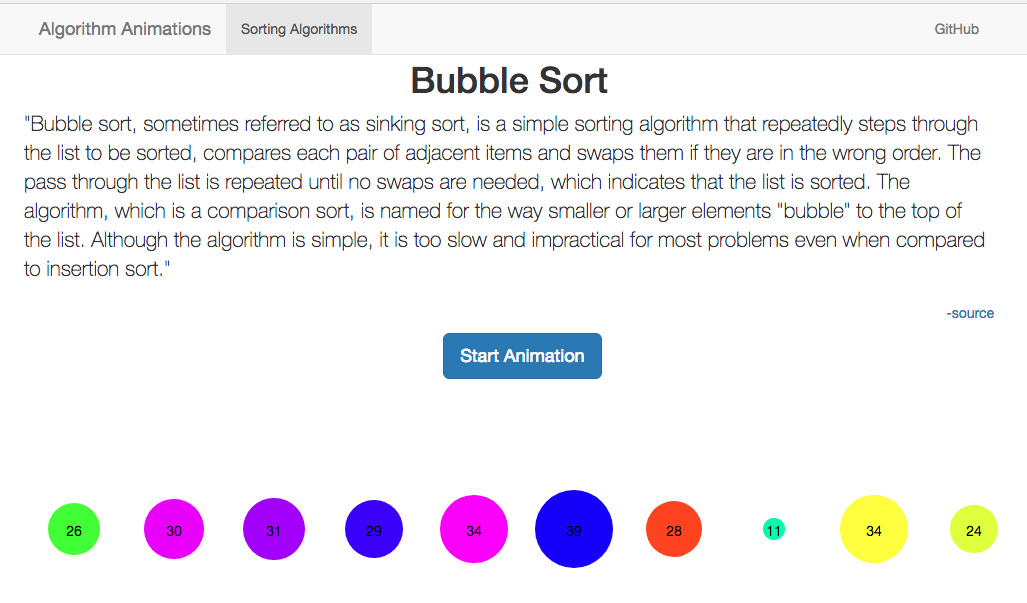 Algorithm Animations Sorting Algorithms GitHub
Bubble Sort
"Bubble sort, sometimes referred to as sinking sort, is a simple sorting algorithm that repeatedly steps through
the list to be sorted, compares each pair of adjacent items and swaps them if they are in the wrong order. The
pass through the list is repeated until no swaps are needed, which indicates that the list is sorted. The
algorithm, which is a comparison sort, is named for the way smaller or larger elements "bubble" to the top of
the list. Although the algorithm is simple, it is too slow and impractical for most problems even when compared
to insertion sort."
-source
Start Animation
26 30 31 29 34 39 28 11 34 24